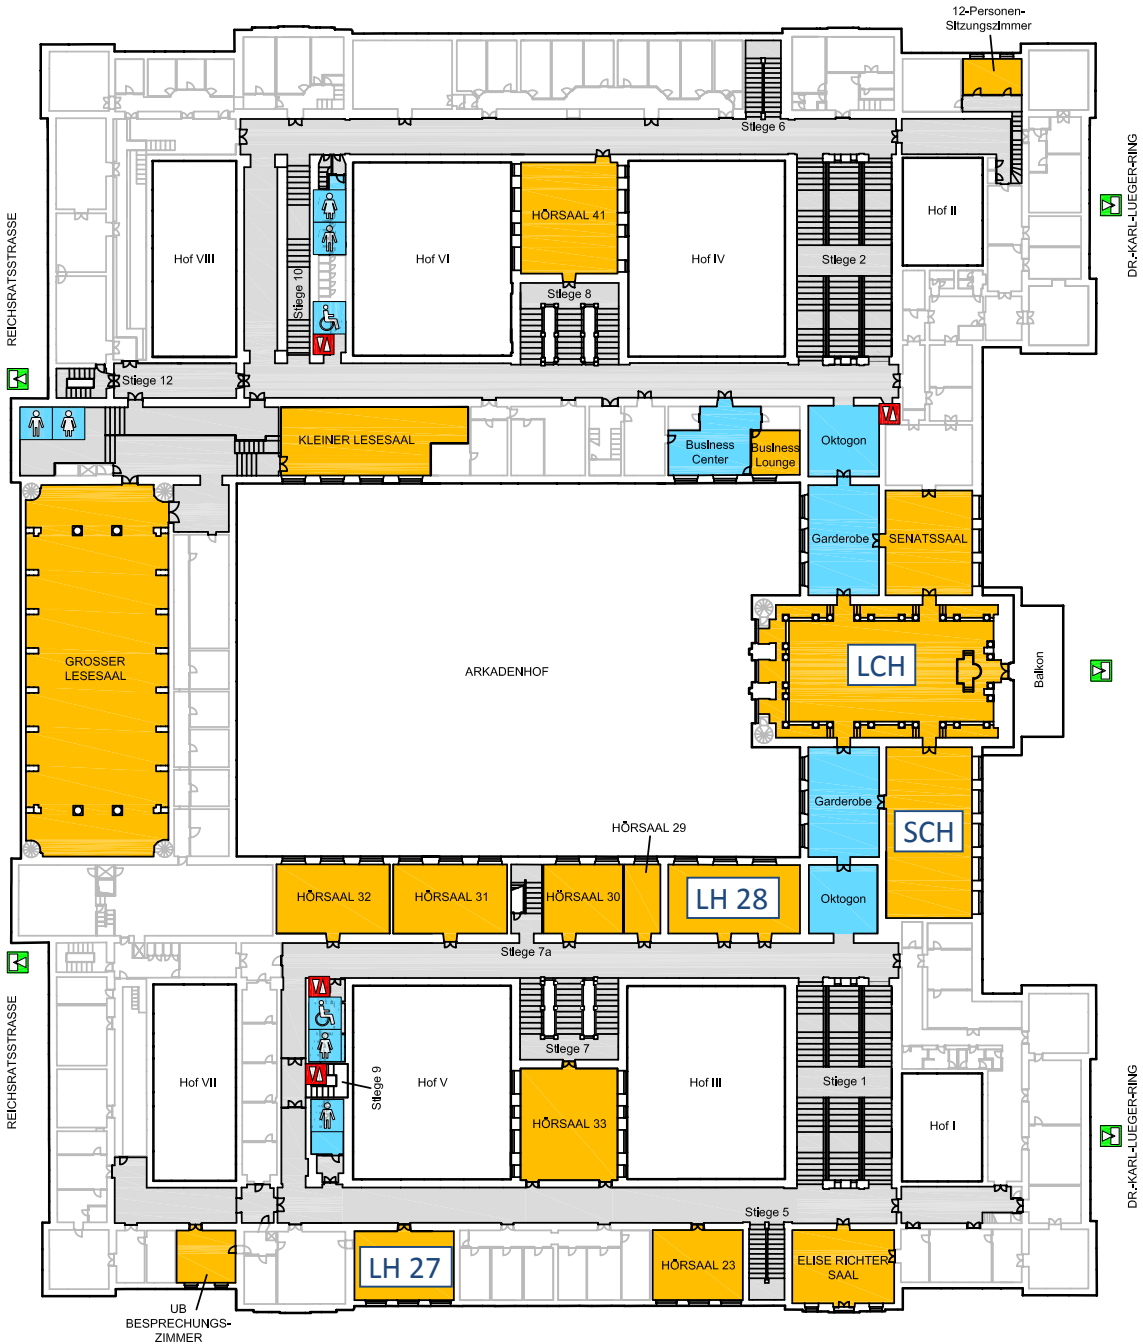 12-Personen-
Sitzungszimmer
Stiege 6
DR.-KARL-LUEGER-RING
REICHSRATSSTRASSE
HÖRSAAL 41
Hof II
Hof VIII
Hof VI
Hof IV
Stiege 2
Stiege 10
Stiege 8
Stiege 12
KLEINER LESESAAL
Business
Center
Business
Lounge
Oktogon
Garderobe
SENATSSAAL
GROSSER
LESESAAL
ARKADENHOF
LCH
Balkon
Garderobe
SCH
HÖRSAAL 29
HÖRSAAL 32
HÖRSAAL 31
HÖRSAAL 30
LH 28
Oktogon
Stiege 7a
REICHSRATSSTRASSE
Stiege 7
Hof VII
Stiege 9
Hof V
Hof III
Stiege 1
HÖRSAAL 33
Hof I
DR.-KARL-LUEGER-RING
Stiege 5
LH 27
HÖRSAAL 23
ELISE RICHTER
SAAL
UB
BESPRECHUNGS-
ZIMMER